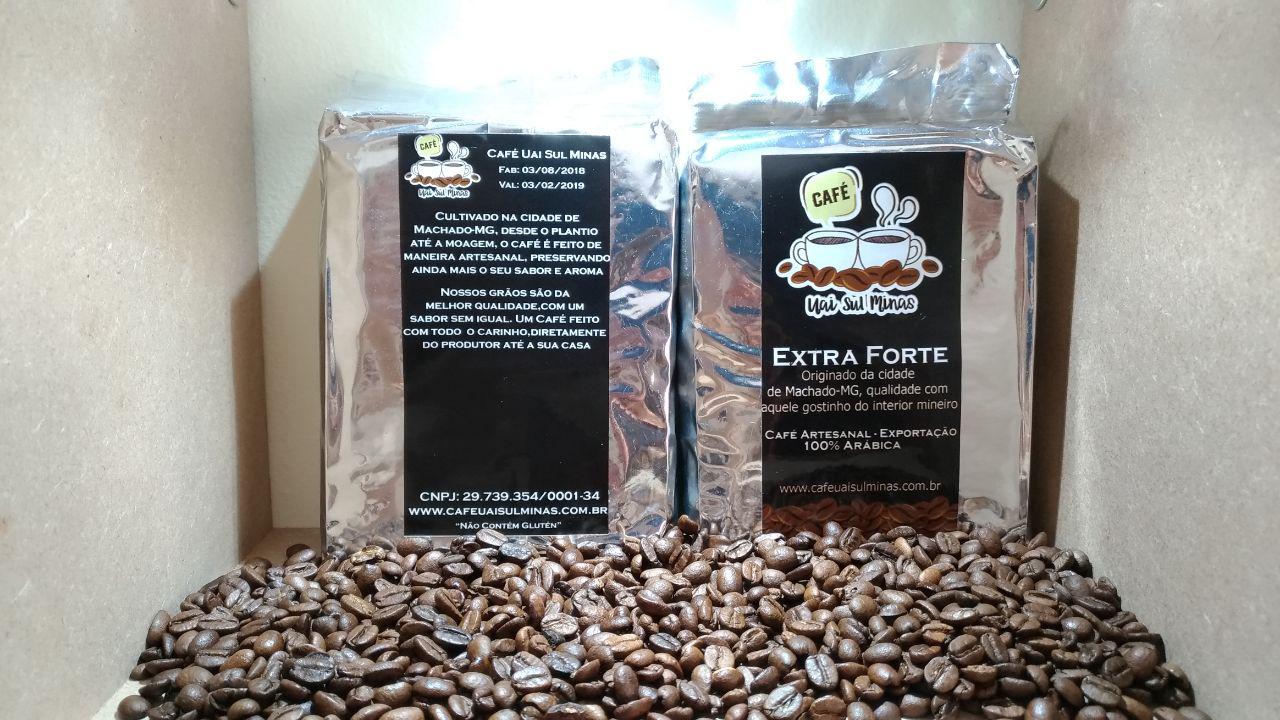 CAFÉ
Uai Sul Minas
CAFÉ UAI SUL MINAS
FAB: 03/08/2018
VAL: 03/02/2019
CULTIVADO NA CIDADE DE
MACHADO-MG, DESDE O PLANTIO
ATÉ A MOAGEM, O CAFÉ É FEITO DE
MANEIRA ARTESANAL, PRESERVANDO
AINDA MAIS O SEU SABOR E AROMA
NOSSOS GRÃOS SÃO DA
MELHOR QUALIDADE,COM UM
SABOR SEM IGUAL. UM CAFÉ FEITO
COM TODO O CARINHO,DIRETAMENTE
DO PRODUTOR ATÉ A SUA CASA
CNPJ: 29.739.354/0001-34
WWW.CAFEUAISULMINAS.COM.BR
"NÃO CONTÉM GLUTÉN"
CAFÉ
Uai Sul Minas
EXTRA FORTE
Originado da cidade
de Machado-MG, qualidade com
aquele gostinho do interior mineiro
CAFÉ ARTESANAL - EXPORTAÇÃO
100% ARÁBICA
www.cafeuaisulminas.com.br